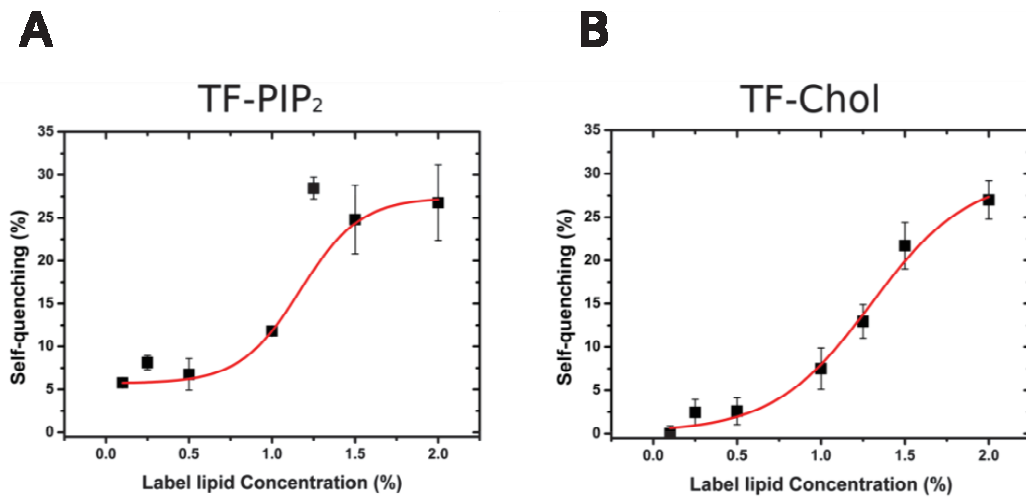 A
B
TF-PIP₂
TF-Chol
35
30
25
20
15
10
5
0
Self-quenching (%)
0.0 0.5 1.0 1.5 2.0
Label lipid Concentration (%)
35
30
25
20
15
10
5
0
Self-quenching (%)
0.0 0.5 1.0 1.5 2.0
Label lipid Concentration (%)